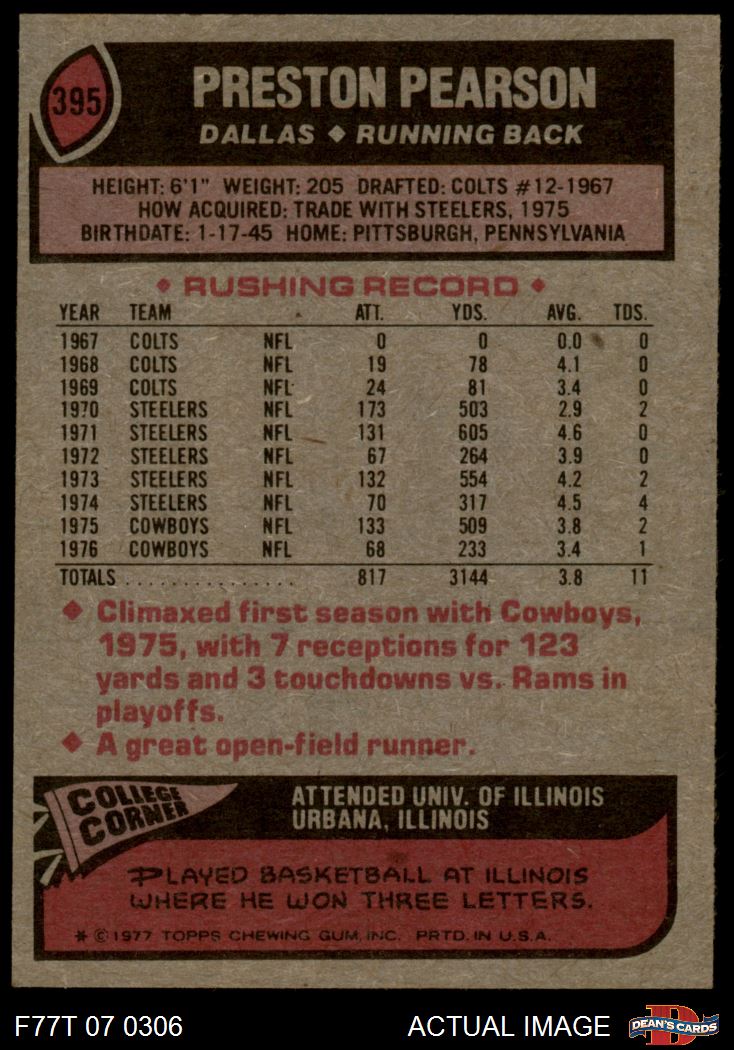 395
PRESTON PEARSON
DALLAS ◆ RUNNING BACK
HEIGHT: 6'1" WEIGHT: 205 DRAFTED: COLTS #12-1967
HOW ACQUIRED: TRADE WITH STEELERS, 1975
BIRTHDATE: 1-17-45 HOME: PITTSBURGH, PENNSYLVANIA
◆ RUSHING RECORD ◆
YEAR TEAM ATT. YDS. AVG. TDS.
1967 COLTS NFL 0 0 0.0 0
1968 COLTS NFL 19 78 4.1 0
1969 COLTS NFL 24 81 3.4 0
1970 STEELERS NFL 173 503 2.9 2
1971 STEELERS NFL 131 605 4.6 0
1972 STEELERS NFL 67 264 3.9 0
1973 STEELERS NFL 132 554 4.2 2
1974 STEELERS NFL 70 317 4.5 4
1975 COWBOYS NFL 133 509 3.8 2
1976 COWBOYS NFL 68 233 3.4 1
TOTALS . . . . . . . . . . . . . . . 817 3144 3.8 11
◆ Climaxed first season with Cowboys,
1975, with 7 receptions for 123
yards and 3 touchdowns vs. Rams in
playoffs.
◆ A great open-field runner.
COLLEGE
CORNER
ATTENDED UNIV. OF ILLINOIS
URBANA, ILLINOIS
PLAYED BASKETBALL AT ILLINOIS
WHERE HE WON THREE LETTERS.
* © 1977 TOPPS CHEWING GUM, INC. PRTD. IN U.S.A.
F77T 07 0306 ACTUAL IMAGE
D
DEAN'S CARDS